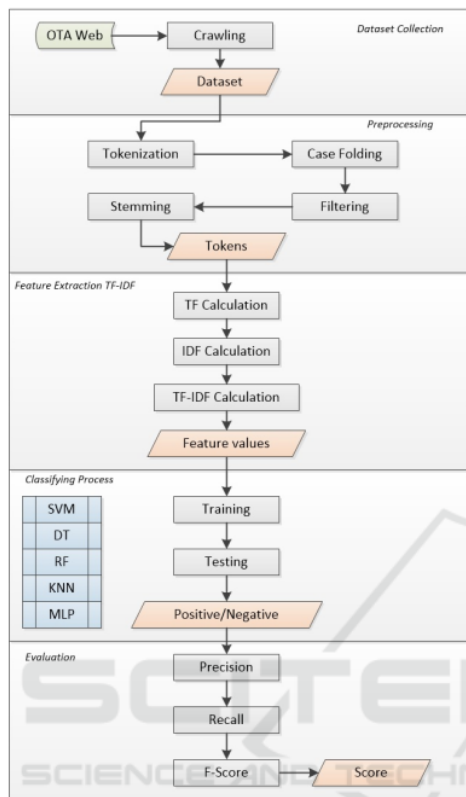 Dataset Collection
OTA Web
Crawling
Dataset
Preprocessing
Tokenization
Case Folding
Stemming
Filtering
Tokens
Feature Extraction TF-IDF
TF Calculation
IDF Calculation
TF-IDF Calculation
Feature values
Classifying Process
SVM
DT
RF
KNN
MLP
Training
Testing
Positive/Negative
Evaluation
Precision
Recall
F-Score
Score
SCIENCE AND